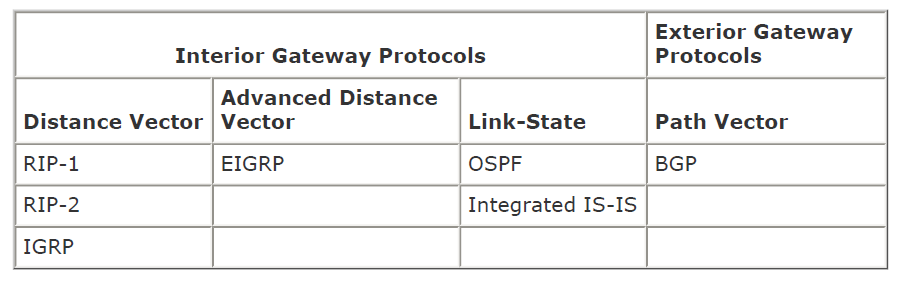 Interior Gateway Protocols
Exterior Gateway
Protocols
Distance Vector
Advanced Distance
Vector
Link-State
Path Vector
RIP-1
EIGRP
OSPF
BGP
RIP-2
Integrated IS-IS
IGRP